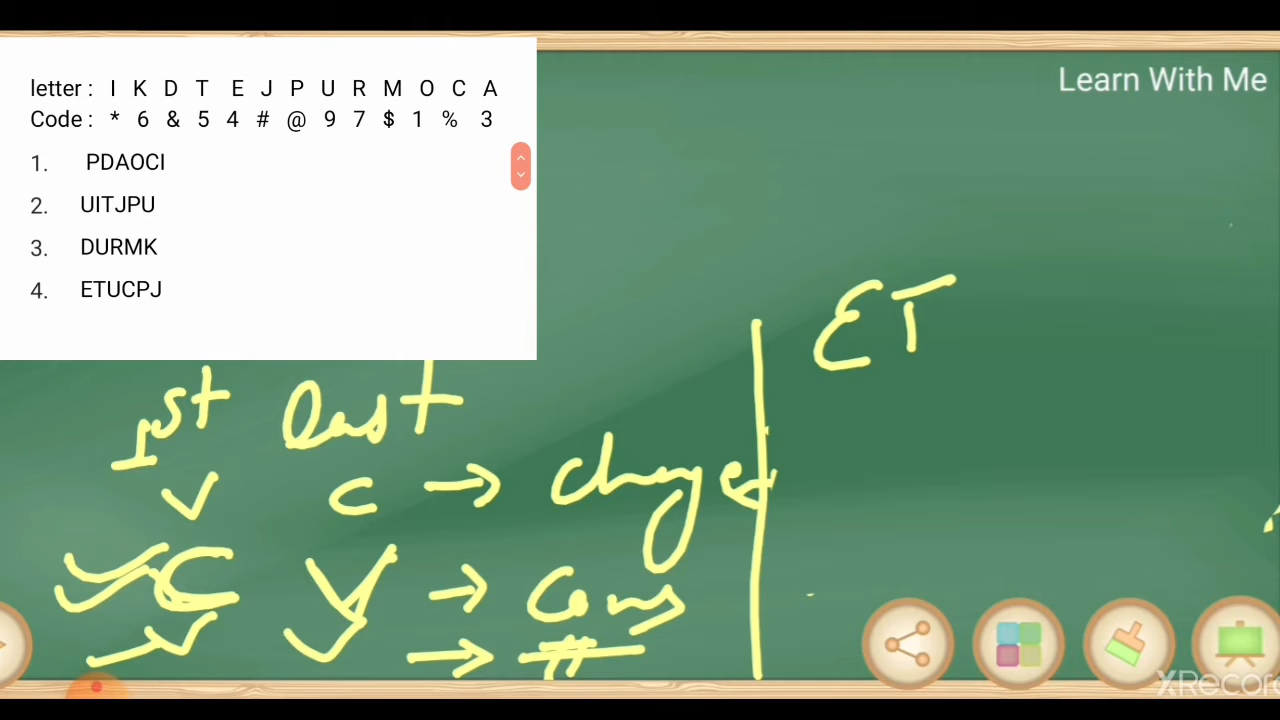 Learn With Me
letter : I K D T E J P U R M O C A
Code : * 6 & 5 4 # @ 9 7 $ 1 % 3
1. PDAOCI
2. UITJPU
3. DURMK
4. ETUCPJ
ET
1st Last
V C →
C V → Cons
V V → #
XRecor